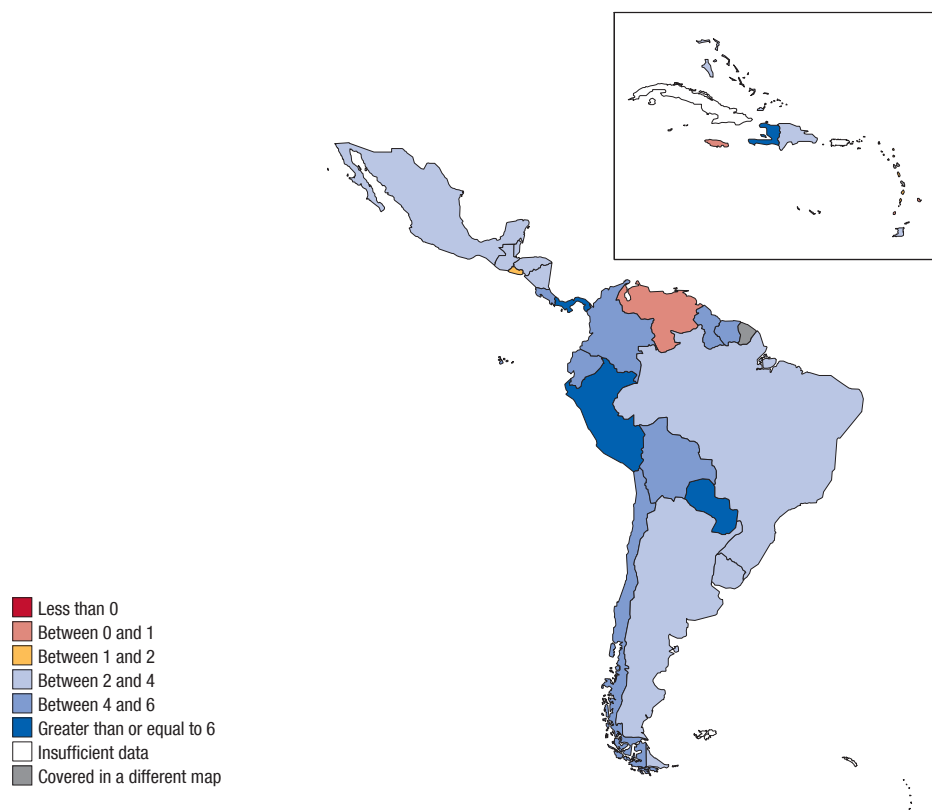 Less than 0
Between 0 and 1
Between 1 and 2
Between 2 and 4
Between 4 and 6
Greater than or equal to 6
Insufficient data
Covered in a different map